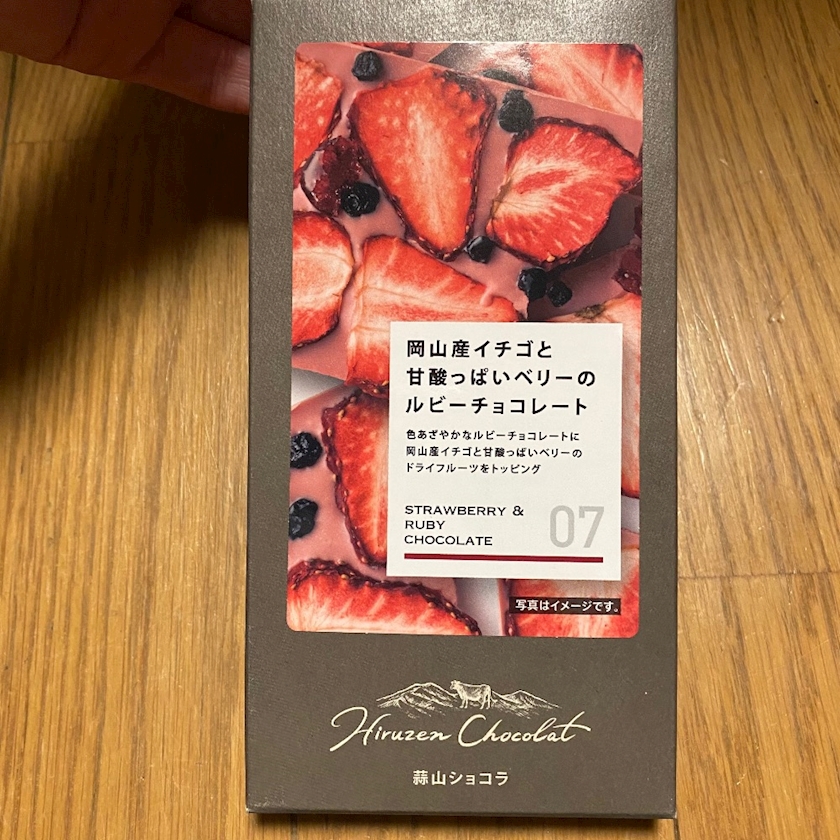 岡山産イチゴと
甘酸っぱいベリーの
ルビーチョコレート
色あざやかなルビーチョコレートに
岡山産イチゴと甘酸っぱいベリーの
ドライフルーツをトッピング
STRAWBERRY &
RUBY
CHOCOLATE
07
写真はイメージです。
Hiruzen Chocolat
蒜山ショコラ